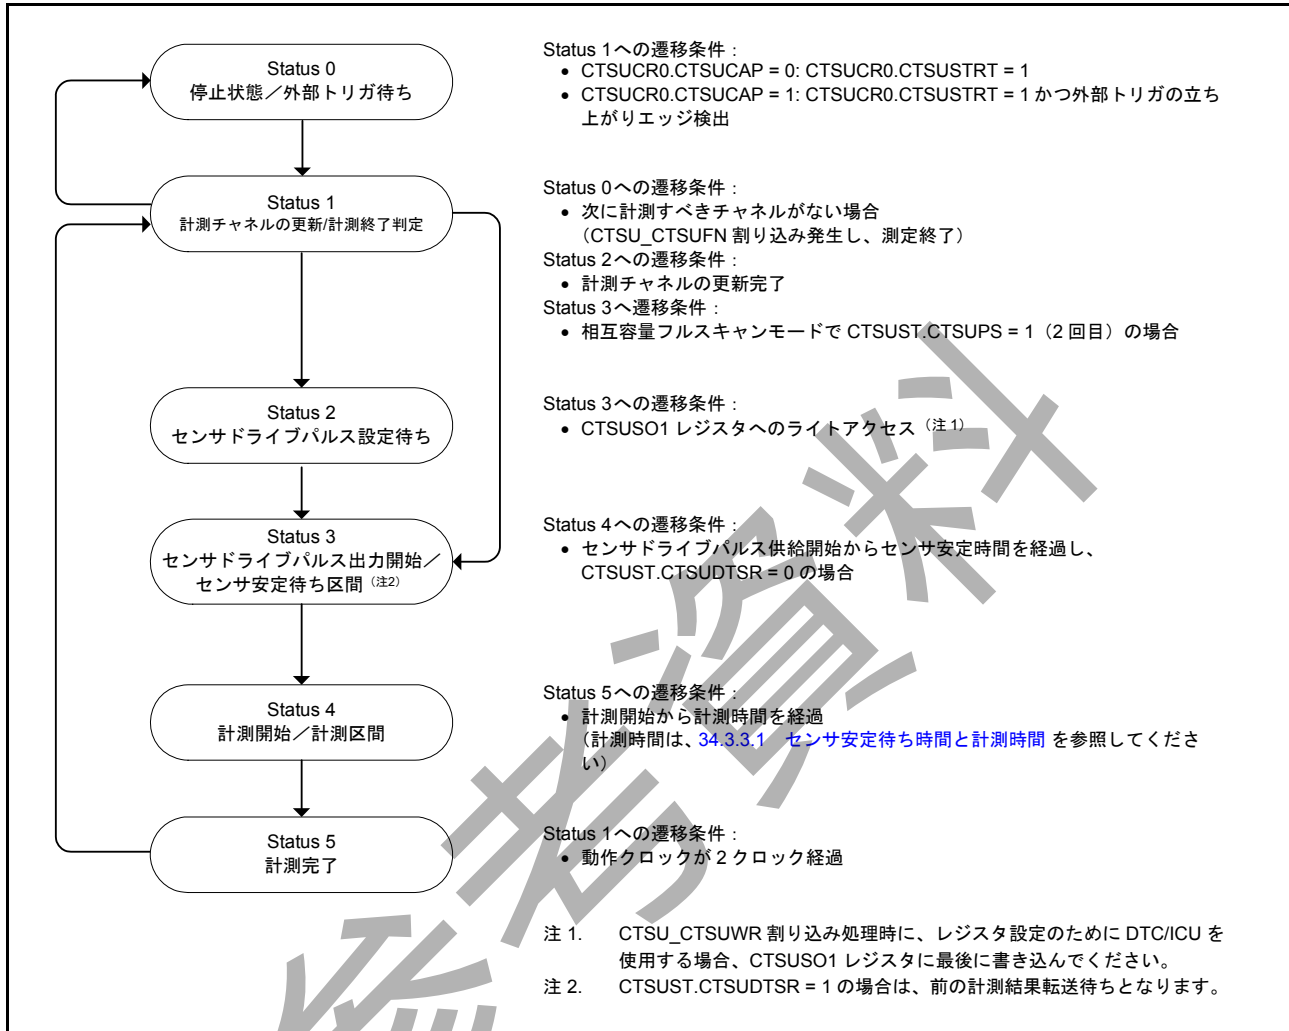 Status 0
停止状態／外部トリガ待ち
Status 1への遷移条件：
• CTSUCR0.CTSUCAP = 0: CTSUCR0.CTSUSTRT = 1
• CTSUCR0.CTSUCAP = 1: CTSUCR0.CTSUSTRT = 1 かつ外部トリガの立ち
上がりエッジ検出
Status 1
計測チャネルの更新/計測終了判定
Status 0への遷移条件：
• 次に計測すべきチャネルがない場合
（CTSU_CTSUFN 割り込み発生し、測定終了）
Status 2への遷移条件：
• 計測チャネルの更新完了
Status 3へ遷移条件：
• 相互容量フルスキャンモードで CTSUST.CTSUPS = 1（2 回目）の場合
Status 2
センサドライブパルス設定待ち
Status 3への遷移条件：
• CTSUSO1 レジスタへのライトアクセス（注 1）
Status 3
センサドライブパルス出力開始／
センサ安定待ち区間（注2）
Status 4への遷移条件：
• センサドライブパルス供給開始からセンサ安定時間を経過し、
CTSUST.CTSUDTSR = 0 の場合
Status 4
計測開始／計測区間
Status 5への遷移条件：
• 計測開始から計測時間を経過
（計測時間は、34.3.3.1 センサ安定待ち時間と計測時間 を参照してくださ
い）
Status 5
計測完了
Status 1への遷移条件：
• 動作クロックが 2 クロック経過
注 1. CTSU_CTSUWR 割り込み処理時に、レジスタ設定のために DTC/ICU を
使用する場合、CTSUSO1 レジスタに最後に書き込んでください。
注 2. CTSUST.CTSUDTSR = 1 の場合は、前の計測結果転送待ちとなります。
参考資料